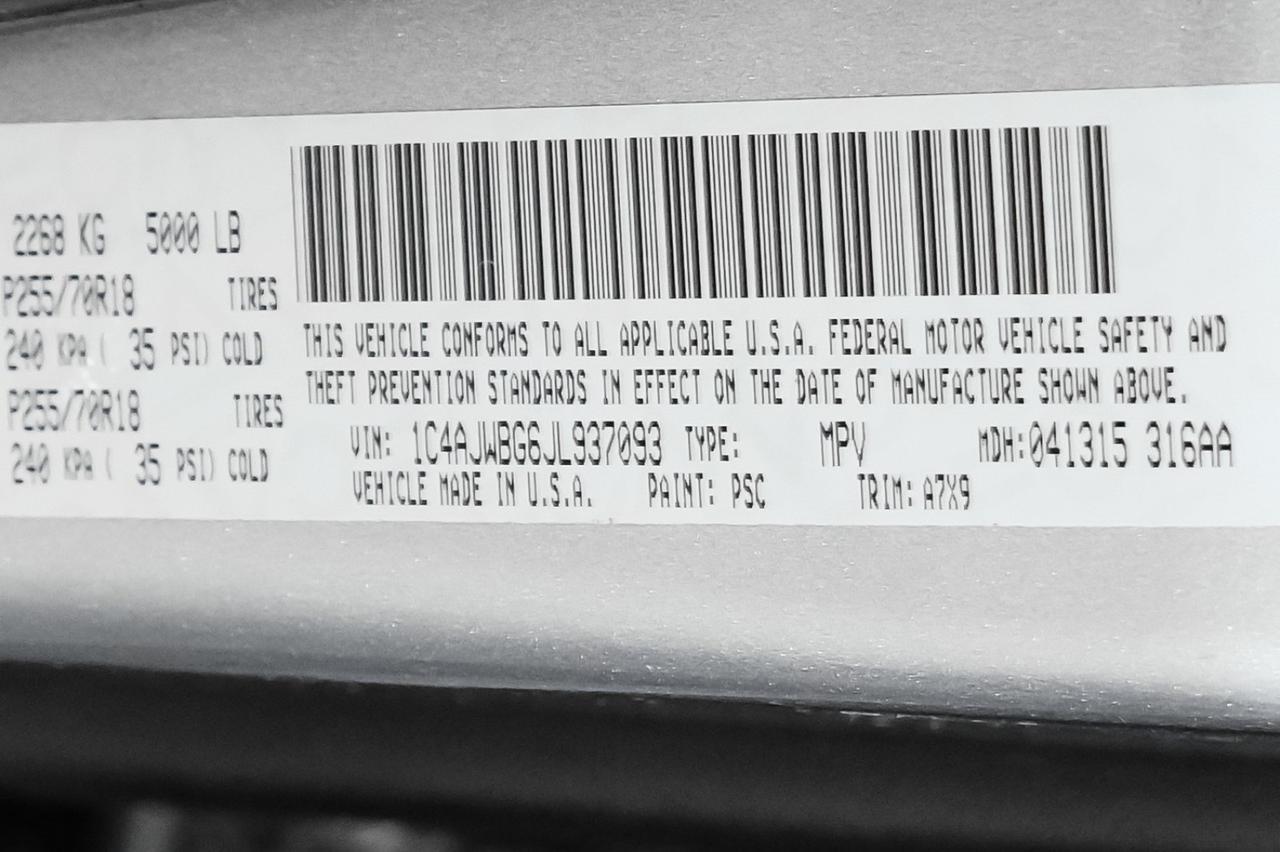 2268 KG 5000 LB
P255/70R18 TIRES
240 KPA ( 35 PSI) COLD
P255/70R18 TIRES
240 KPA ( 35 PSI) COLD
THIS VEHICLE CONFORMS TO ALL APPLICABLE U.S.A. FEDERAL MOTOR VEHICLE SAFETY AND
THEFT PREVENTION STANDARDS IN EFFECT ON THE DATE OF MANUFACTURE SHOWN ABOVE.
VIN: 1C4AJWBG6JL937093 TYPE: MPV MDH:041315 316AA
VEHICLE MADE IN U.S.A. PAINT: PSC TRIM: A7X9